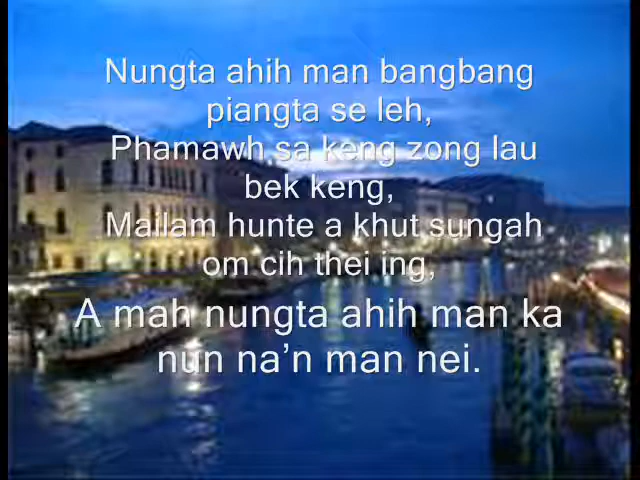 Nungta ahih man bangbang
piangta se leh,
Phamawh sa keng zong lau
bek keng,
Mailam hunte a khut sungah
om cih thei ing,
A mah nungta ahih man ka
nun na’n man nei.